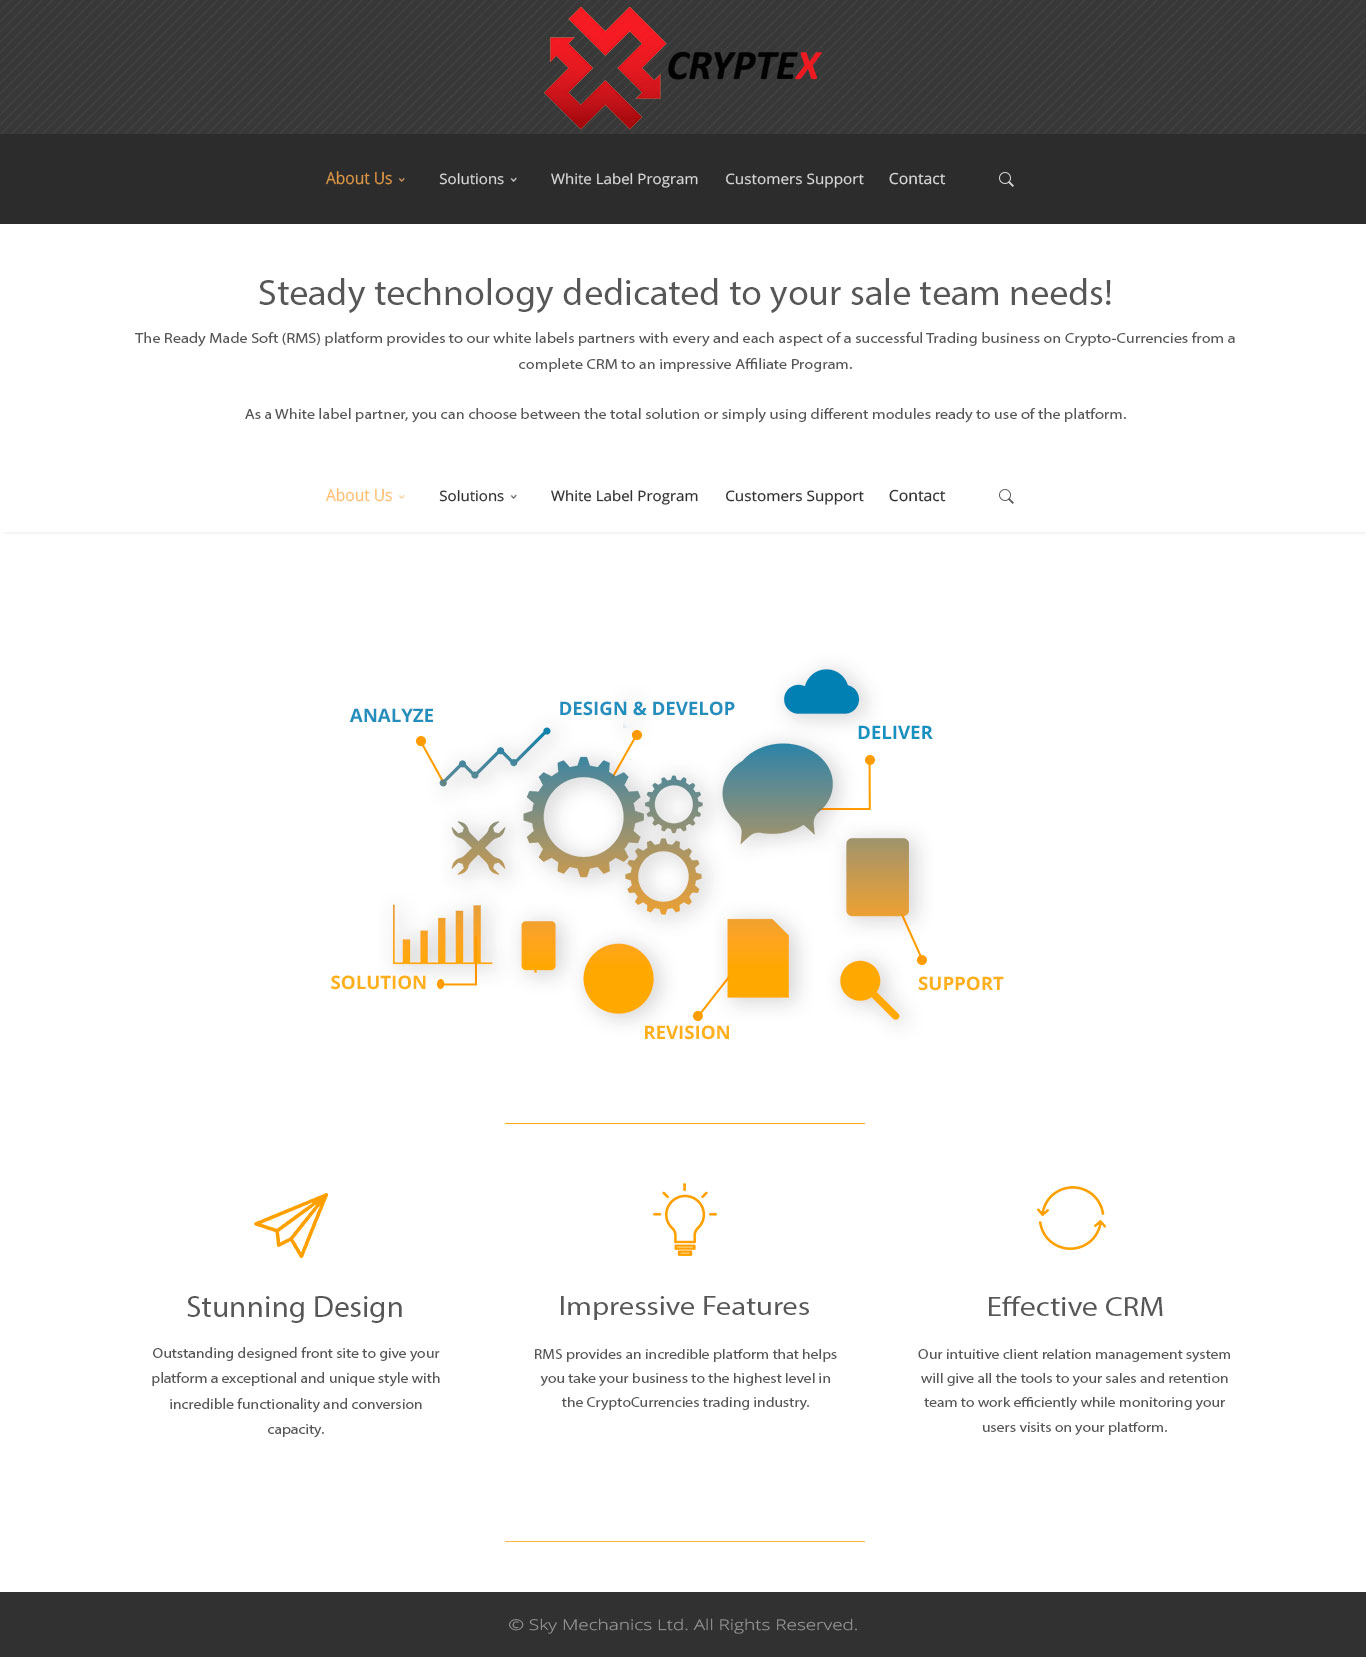 CRYPTEX
About Us Solutions White Label Program Customers Support Contact
Steady technology dedicated to your sale team needs!
The Ready Made Soft (RMS) platform provides to our white labels partners with every and each aspect of a successful Trading business on Crypto-Currencies from a
complete CRM to an impressive Affiliate Program.
As a White label partner, you can choose between the total solution or simply using different modules ready to use of the platform.
About Us Solutions White Label Program Customers Support Contact
ANALYZE
DESIGN & DEVELOP
DELIVER
SOLUTION
REVISION
SUPPORT
Stunning Design
Outstanding designed front site to give your
platform a exceptional and unique style with
incredible functionality and conversion
capacity.
Impressive Features
RMS provides an incredible platform that helps
you take your business to the highest level in
the CryptoCurrencies trading industry.
Effective CRM
Our intuitive client relation management system
will give all the tools to your sales and retention
team to work efficiently while monitoring your
users visits on your platform.
© Sky Mechanics Ltd. All Rights Reserved.